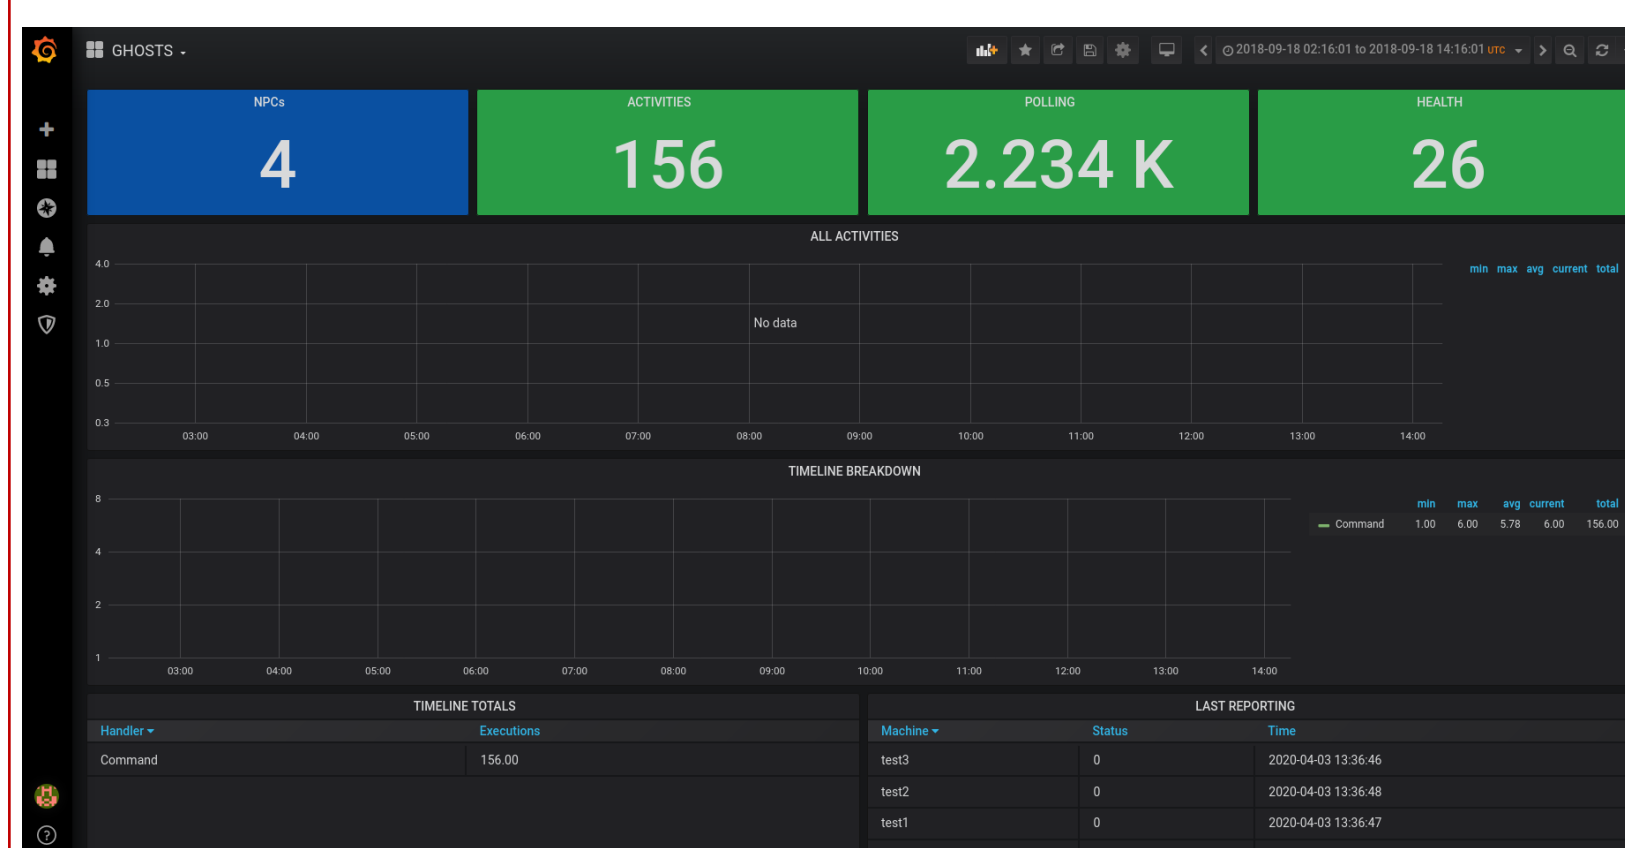 GHOSTS
2018-09-18 02:16:01 to 2018-09-18 14:16:01 UTC
NPCs ACTIVITIES POLLING HEALTH
4 156 2.234 K 26
ALL ACTIVITIES
min max avg current total
4.0
2.0
No data
1.0
0.5
0.3
03:00 04:00 05:00 06:00 07:00 08:00 09:00 10:00 11:00 12:00 13:00 14:00
TIMELINE BREAKDOWN
8
min max avg current total
Command 1.00 6.00 5.78 6.00 156.00
4
2
1
03:00 04:00 05:00 06:00 07:00 08:00 09:00 10:00 11:00 12:00 13:00 14:00
TIMELINE TOTALS
Handler Executions
Command 156.00
LAST REPORTING
Machine Status Time
test3 0 2020-04-03 13:36:46
test2 0 2020-04-03 13:36:48
test1 0 2020-04-03 13:36:47